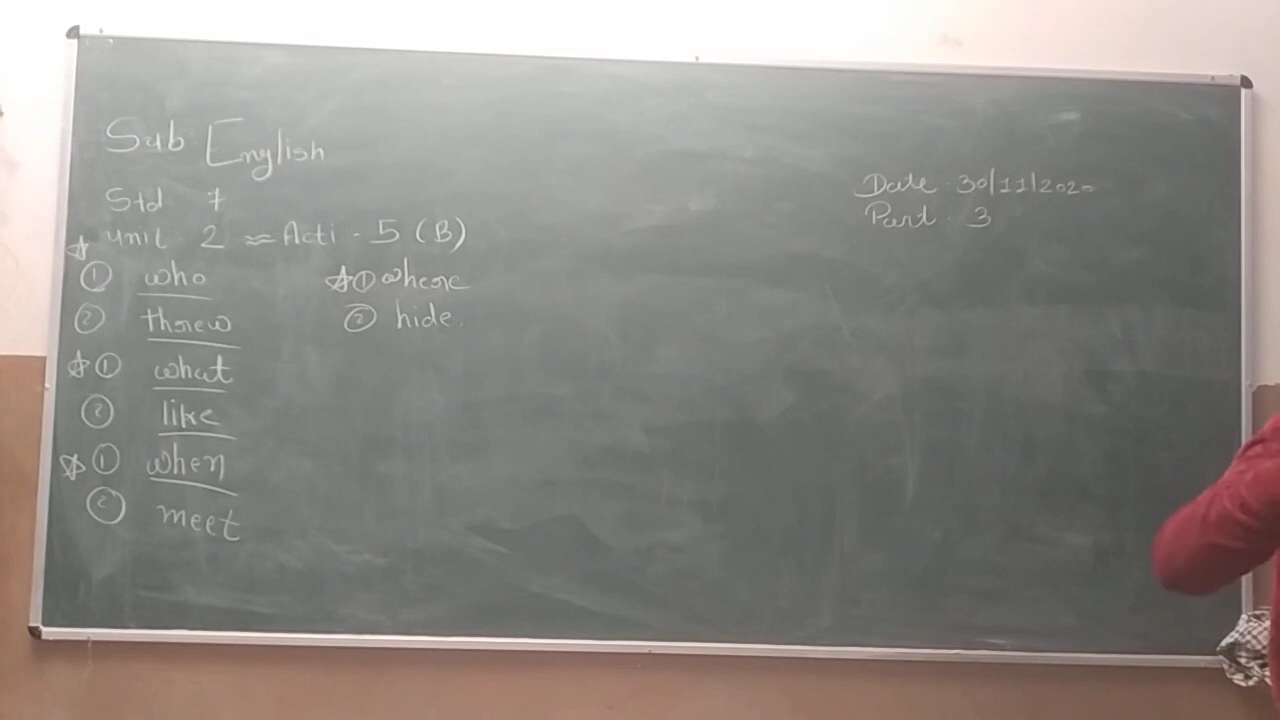 Sub English
Std 7
Unit 2 ≈ Acti - 5 (B)
☆ ① who
② threw
☆ ① what
② like
☆ ① when
② meet
☆ ① where
② hide.
Date - 30/11/2020
Part - 3